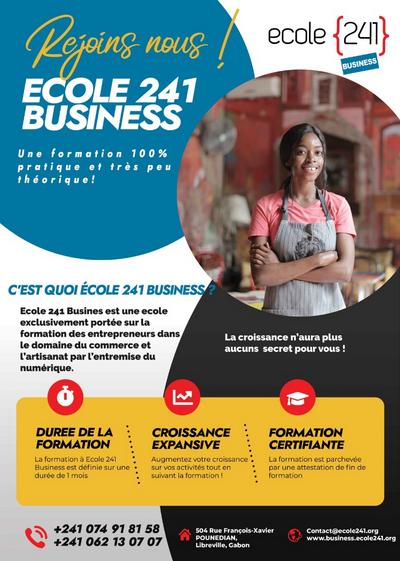 Rejoins nous !
ecole {241}
BUSINESS
ECOLE 241
BUSINESS
Une formation 100%
pratique et très peu
théorique!
C'EST QUOI ÉCOLE 241 BUSINESS ?
Ecole 241 Busines est une ecole
exclusivement portée sur la
formation des entrepreneurs dans
le domaine du commerce et
l'artisanat par l'entremise du
numérique.
La croissance n'aura plus
aucuns secret pour vous !
DUREE DE LA
FORMATION
La formation à Ecole 241
Business est définie sur une
durée de 1 mois
CROISSANCE
EXPANSIVE
Augmentez votre croissance
sur vos activités tout en
suivant la formation !
FORMATION
CERTIFIANTE
La formation est parchevée
par une attestation de fin de
formation
+241 074 91 81 58
+241 062 13 07 07
504 Rue François-Xavier
POUNEDIAN,
Libreville, Gabon
Contact@ecole241.org
www.business.ecole241.org